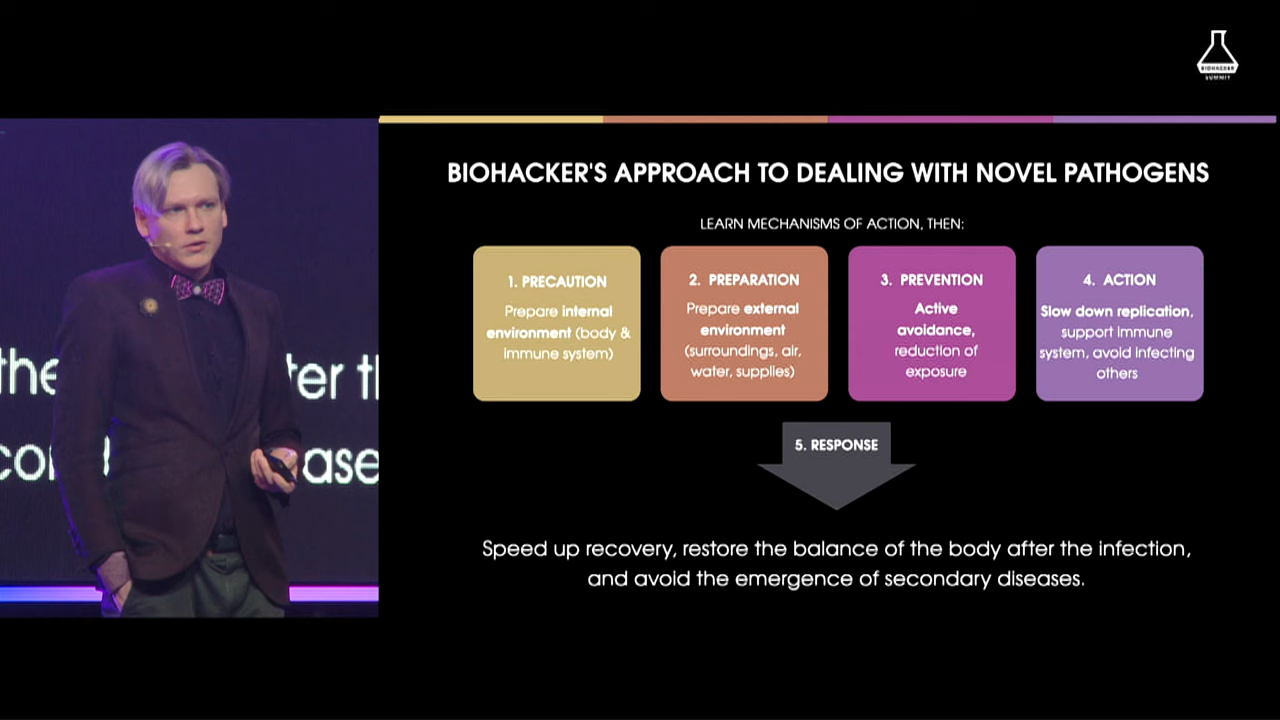 BIOHACKER
SUMMIT
BIOHACKER'S APPROACH TO DEALING WITH NOVEL PATHOGENS
LEARN MECHANISMS OF ACTION, THEN:
1. PRECAUTION
Prepare internal
environment (body &
immune system)
2. PREPARATION
Prepare external
environment
(surroundings, air,
water, supplies)
3. PREVENTION
Active
avoidance,
reduction of
exposure
4. ACTION
Slow down replication,
support immune
system, avoid infecting
others
5. RESPONSE
Speed up recovery, restore the balance of the body after the infection,
and avoid the emergence of secondary diseases.
the
ter th
ase